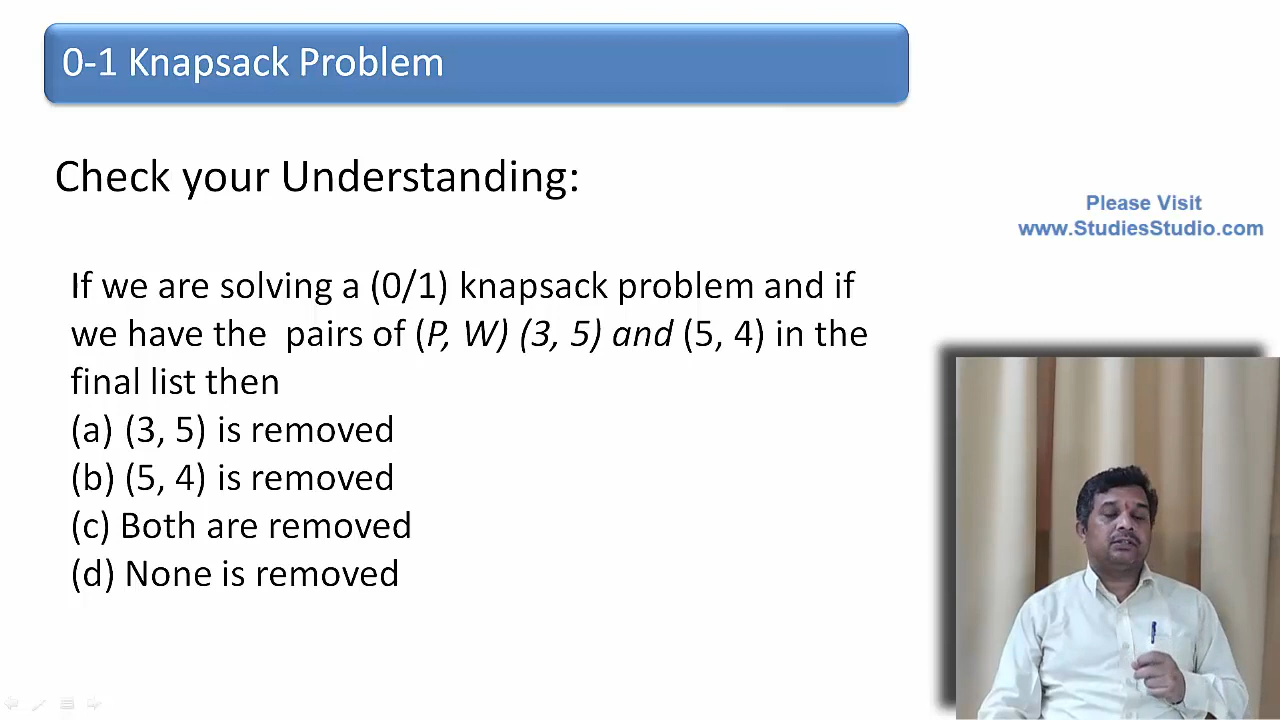 0-1 Knapsack Problem
Check your Understanding:
Please Visit
www.StudiesStudio.com
If we are solving a (0/1) knapsack problem and if
we have the pairs of (P, W) (3, 5) and (5, 4) in the
final list then
(a) (3, 5) is removed
(b) (5, 4) is removed
(c) Both are removed
(d) None is removed